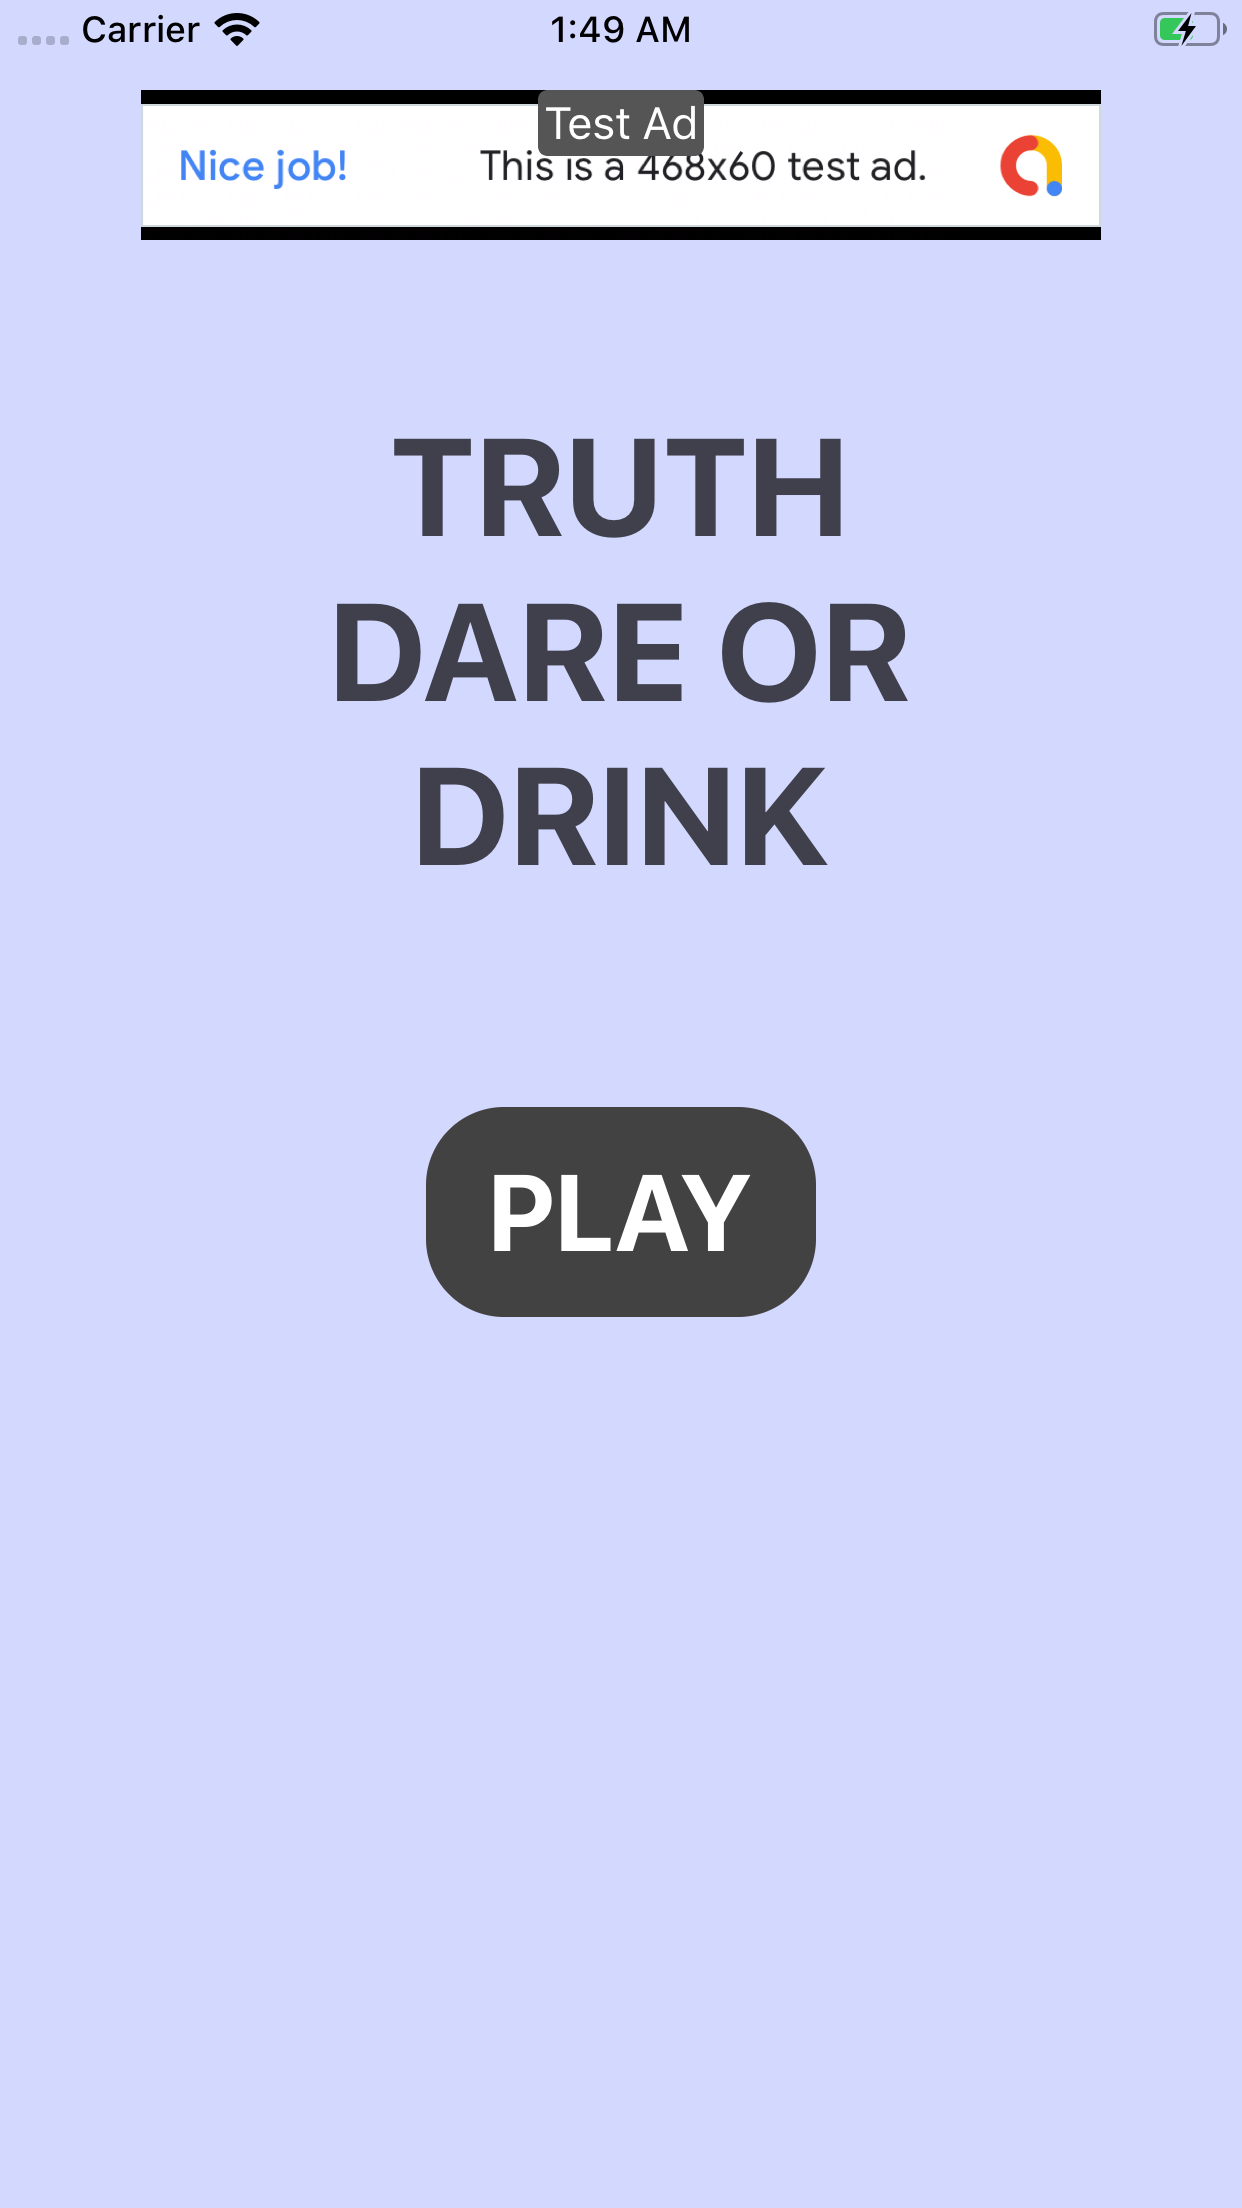 Carrier 1:49 AM
Test Ad
Nice job! This is a 468x60 test ad.
TRUTH
DARE OR
DRINK
PLAY